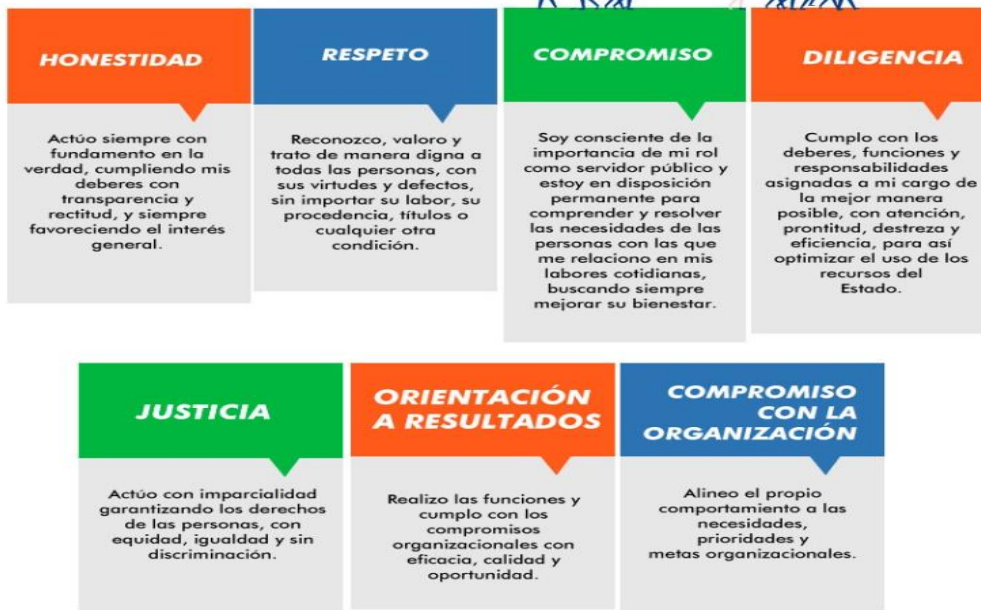 HONESTIDAD
Actúo siempre con
fundamento en la
verdad, cumpliendo mis
deberes con
transparencia y
rectitud, y siempre
favoreciendo el interés
general.
RESPETO
Reconozco, valoro y
trato de manera digna a
todas las personas, con
sus virtudes y defectos,
sin importar su labor, su
procedencia, títulos o
cualquier otra
condición.
COMPROMISO
Soy consciente de la
importancia de mi rol
como servidor público y
estoy en disposición
permanente para
comprender y resolver
las necesidades de las
personas con las que
me relaciono en mis
labores cotidianas,
buscando siempre
mejorar su bienestar.
DILIGENCIA
Cumplo con los
deberes, funciones y
responsabilidades
asignadas a mi cargo de
la mejor manera
posible, con atención,
prontitud, destreza y
eficiencia, para así
optimizar el uso de los
recursos del
Estado.
JUSTICIA
Actúo con imparcialidad
garantizando los derechos
de las personas, con
equidad, igualdad y sin
discriminación.
ORIENTACIÓN
A RESULTADOS
Realizo las funciones y
cumplo con los
compromisos
organizacionales con
eficacia, calidad y
oportunidad.
COMPROMISO
CON LA
ORGANIZACIÓN
Alineo el propio
comportamiento a las
necesidades,
prioridades y
metas organizacionales.